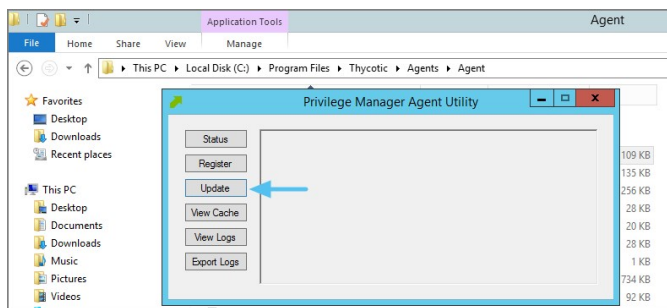 Application Tools
Agent
File
Home
Share
View
Manage
This PC
Local Disk (C:)
Program Files
Thycotic
Agents
Agent
Favorites
Desktop
Downloads
Recent places
This PC
Desktop
Documents
Downloads
Music
Pictures
Videos
Privilege Manager Agent Utility
x
Status
Register
Update
View Cache
View Logs
Export Logs
109 KB
135 KB
256 KB
28 KB
20 KB
28 KB
1 KB
734 KB
92 KB